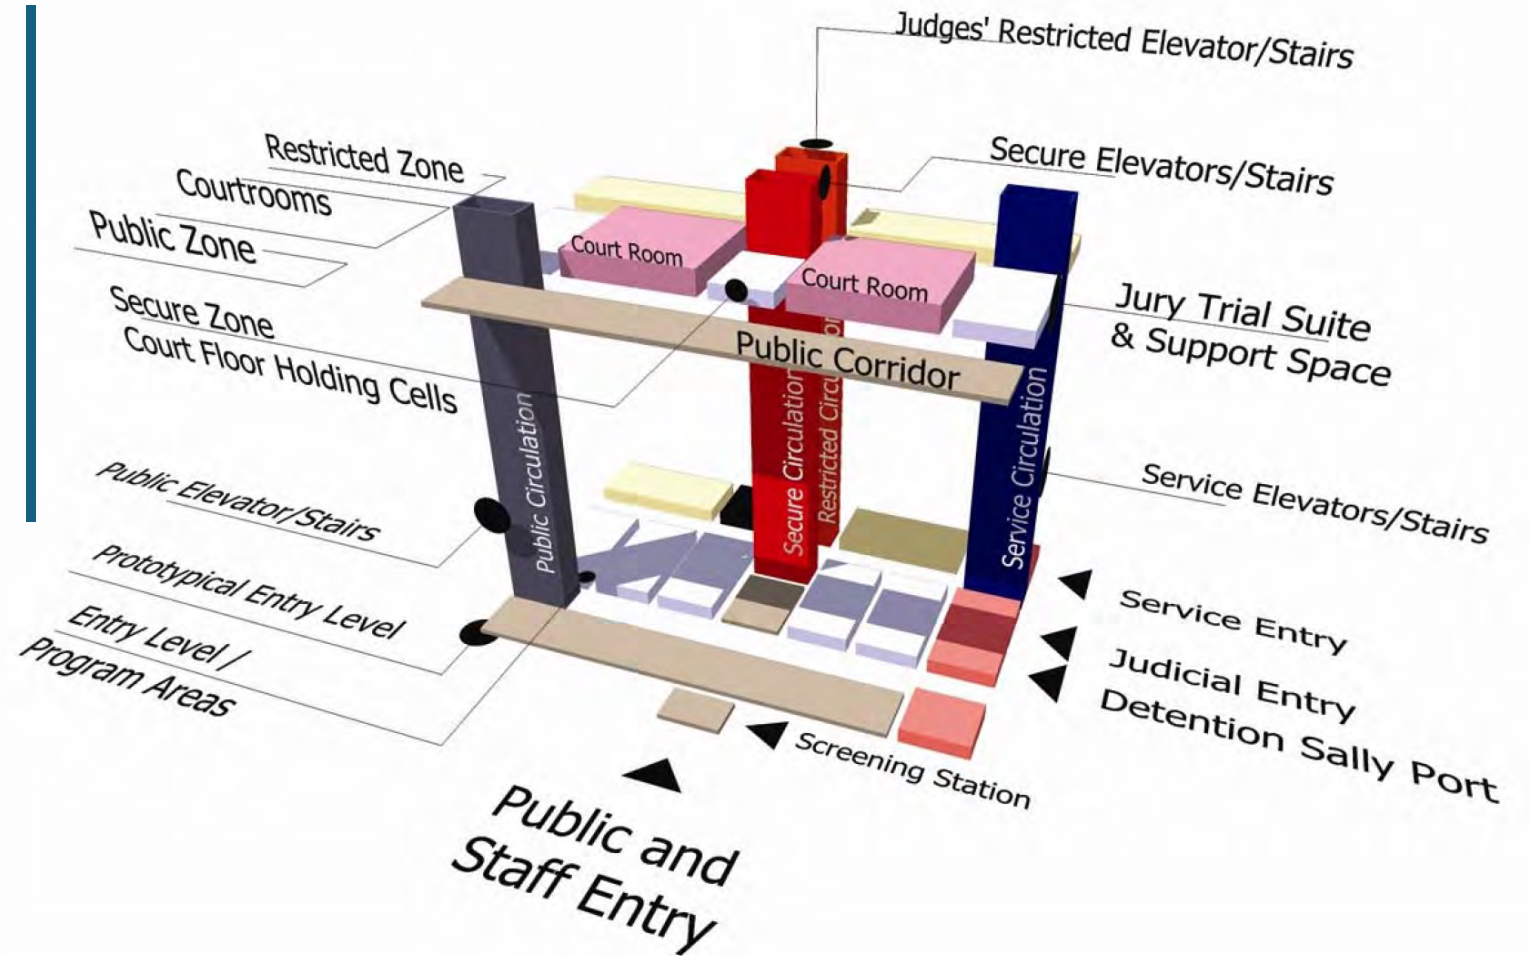 Judges' Restricted Elevator/Stairs
Restricted Zone
Secure Elevators/Stairs
Courtrooms
Public Zone
Court Room
Court Room
Secure Zone
Court Floor Holding Cells
Jury Trial Suite
& Support Space
Public Corridor
Public Circulation
Secure Circulation
Restricted
Service Circulation
Public Elevator/Stairs
Service Elevators/Stairs
Prototypical Entry Level
Entry Level /
Program Areas
Service Entry
Judicial Entry
Detention Sally Port
Screening Station
Public and
Staff Entry